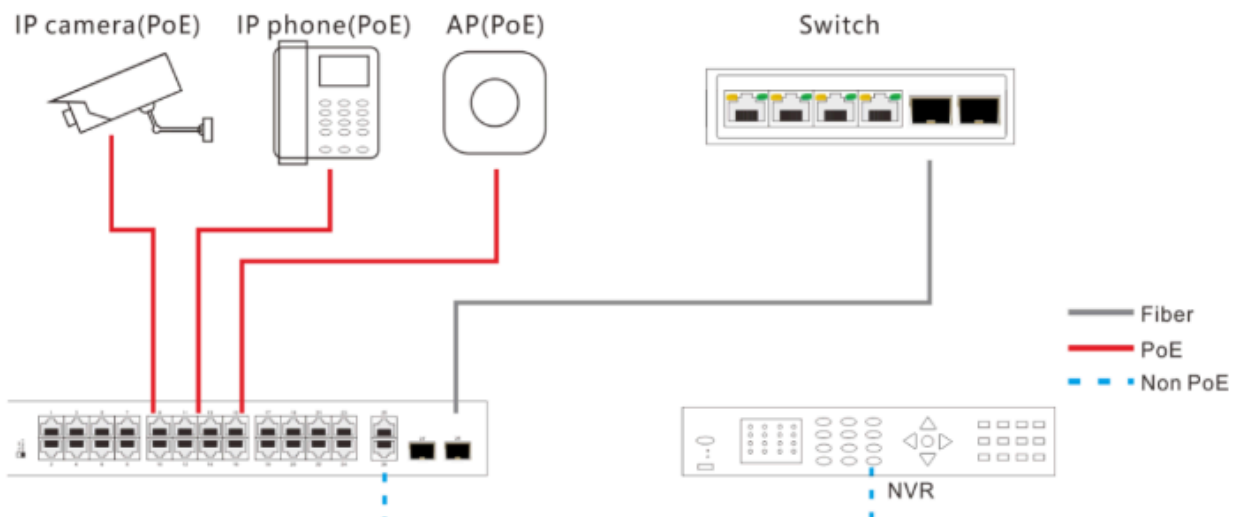 IP camera(PoE) IP phone(PoE) AP(PoE) Switch
Fiber
PoE
Non PoE
NVR